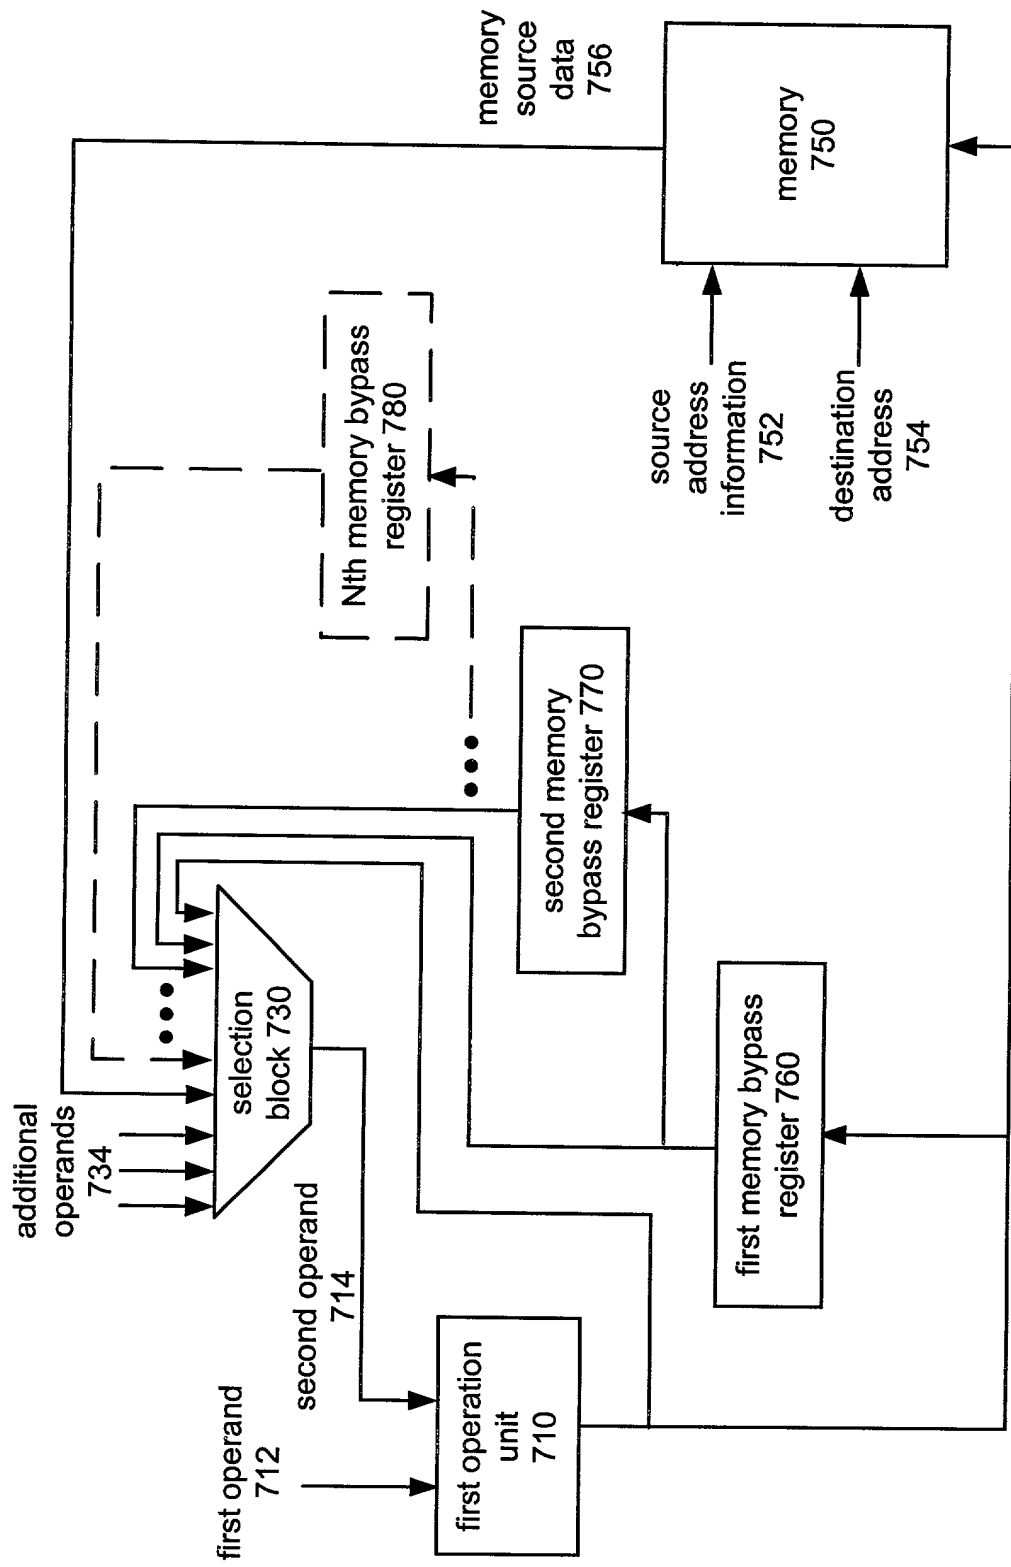 additional
operands
734
selection
block 730
first operand
712
second operand
714
first operation
unit
710
first memory bypass
register 760
second memory
bypass register 770
Nth memory bypass
register 780
memory
source
data
756
source
address
information
752
destination
address
754
memory
750